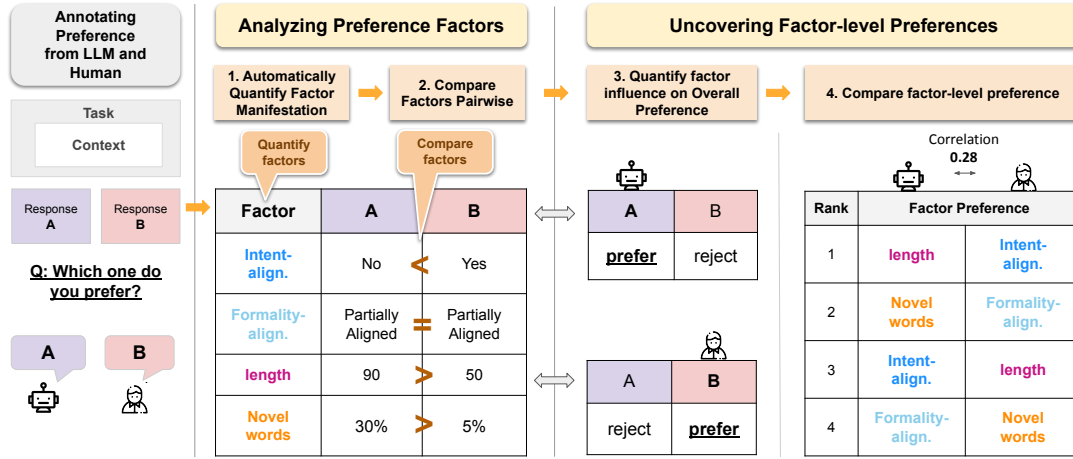 Annotating
Preference
from LLM and
Human
Task
Context
Response
A
Response
B
Q: Which one do
you prefer?
A
B
Analyzing Preference Factors
1. Automatically
Quantify Factor
Manifestation
2. Compare
Factors Pairwise
Quantify
factors
Compare
factors
Factor A B
Intent-
align.
No < Yes
Formality-
align.
Partially
Aligned
=
Partially
Aligned
length 90 > 50
Novel
words
30% > 5%
Uncovering Factor-level Preferences
3. Quantify factor
influence on Overall
Preference
4. Compare factor-level preference
A B
prefer reject
A B
reject prefer
Correlation
0.28
Rank Factor Preference
1 length
Intent-
align.
2
Novel
words
Formality-
align.
3
Intent-
align.
length
4
Formality-
align.
Novel
words